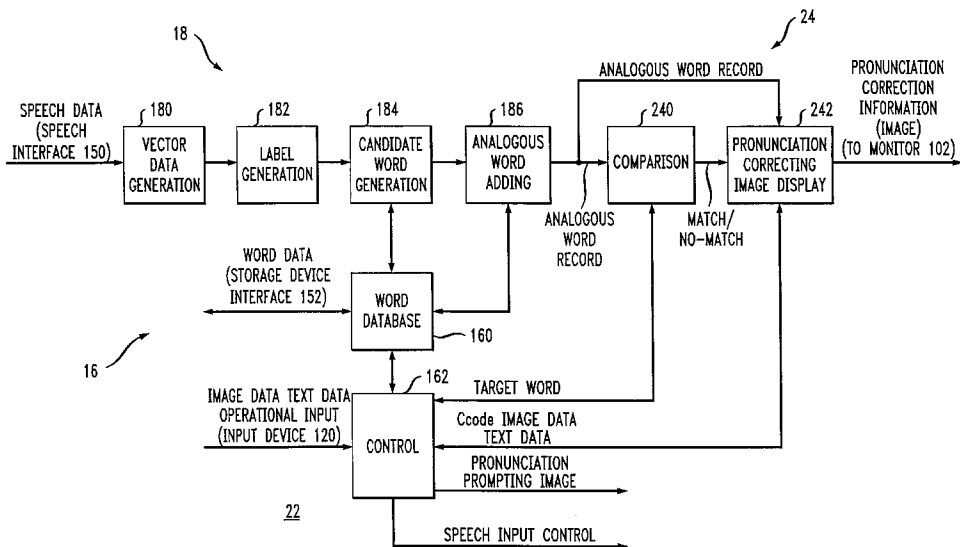 18
24
SPEECH DATA
(SPEECH
INTERFACE 150)
180
VECTOR
DATA
GENERATION
182
LABEL
GENERATION
184
CANDIDATE
WORD
GENERATION
186
ANALOGOUS
WORD
ADDING
ANALOGOUS WORD RECORD
240
COMPARISON
242
PRONUNCIATION
CORRECTING
IMAGE DISPLAY
PRONUNCIATION
CORRECTION
INFORMATION
(IMAGE)
(TO MONITOR 102)
ANALOGOUS
WORD
RECORD
MATCH/
NO-MATCH
WORD DATA
(STORAGE DEVICE
INTERFACE 152)
WORD
DATABASE
160
16
162
IMAGE DATA TEXT DATA
OPERATIONAL INPUT
(INPUT DEVICE 120)
CONTROL
TARGET WORD
Ccode IMAGE DATA
TEXT DATA
PRONUNCIATION
PROMPTING IMAGE
22
SPEECH INPUT CONTROL